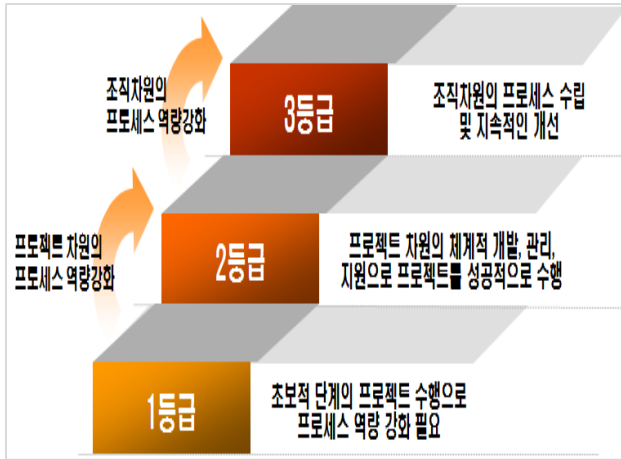 조직차원의
프로세스 역량강화
3등급
조직차원의 프로세스 수립
및 지속적인 개선
프로젝트 차원의
프로세스 역량강화
2등급
프로젝트 차원의 체계적 개발, 관리,
지원으로 프로젝트를 성공적으로 수행
1등급
초보적 단계의 프로젝트 수행으로
프로세스 역량 강화 필요